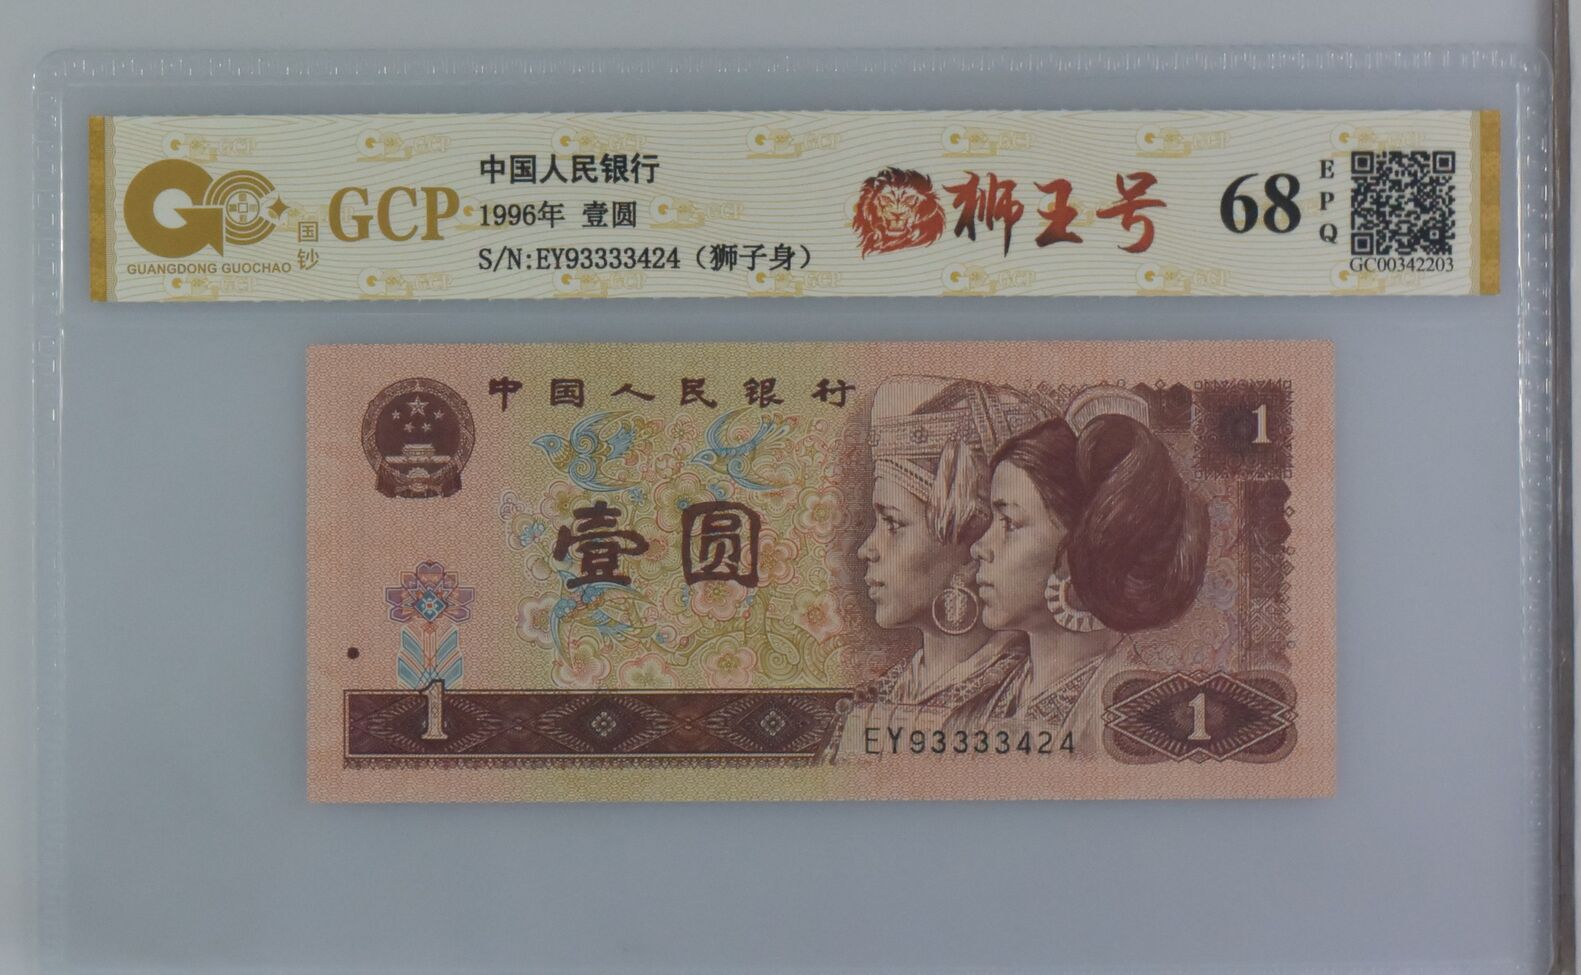 GUANGDONG GUOCHAO
国钞
GCP
中国人民银行
1996年 壹圆
S/N:EY93333424（狮子身）
狮王号
68
EPQ
GC00342203
中国人民银行
1
壹圆
1
EY93333424
1